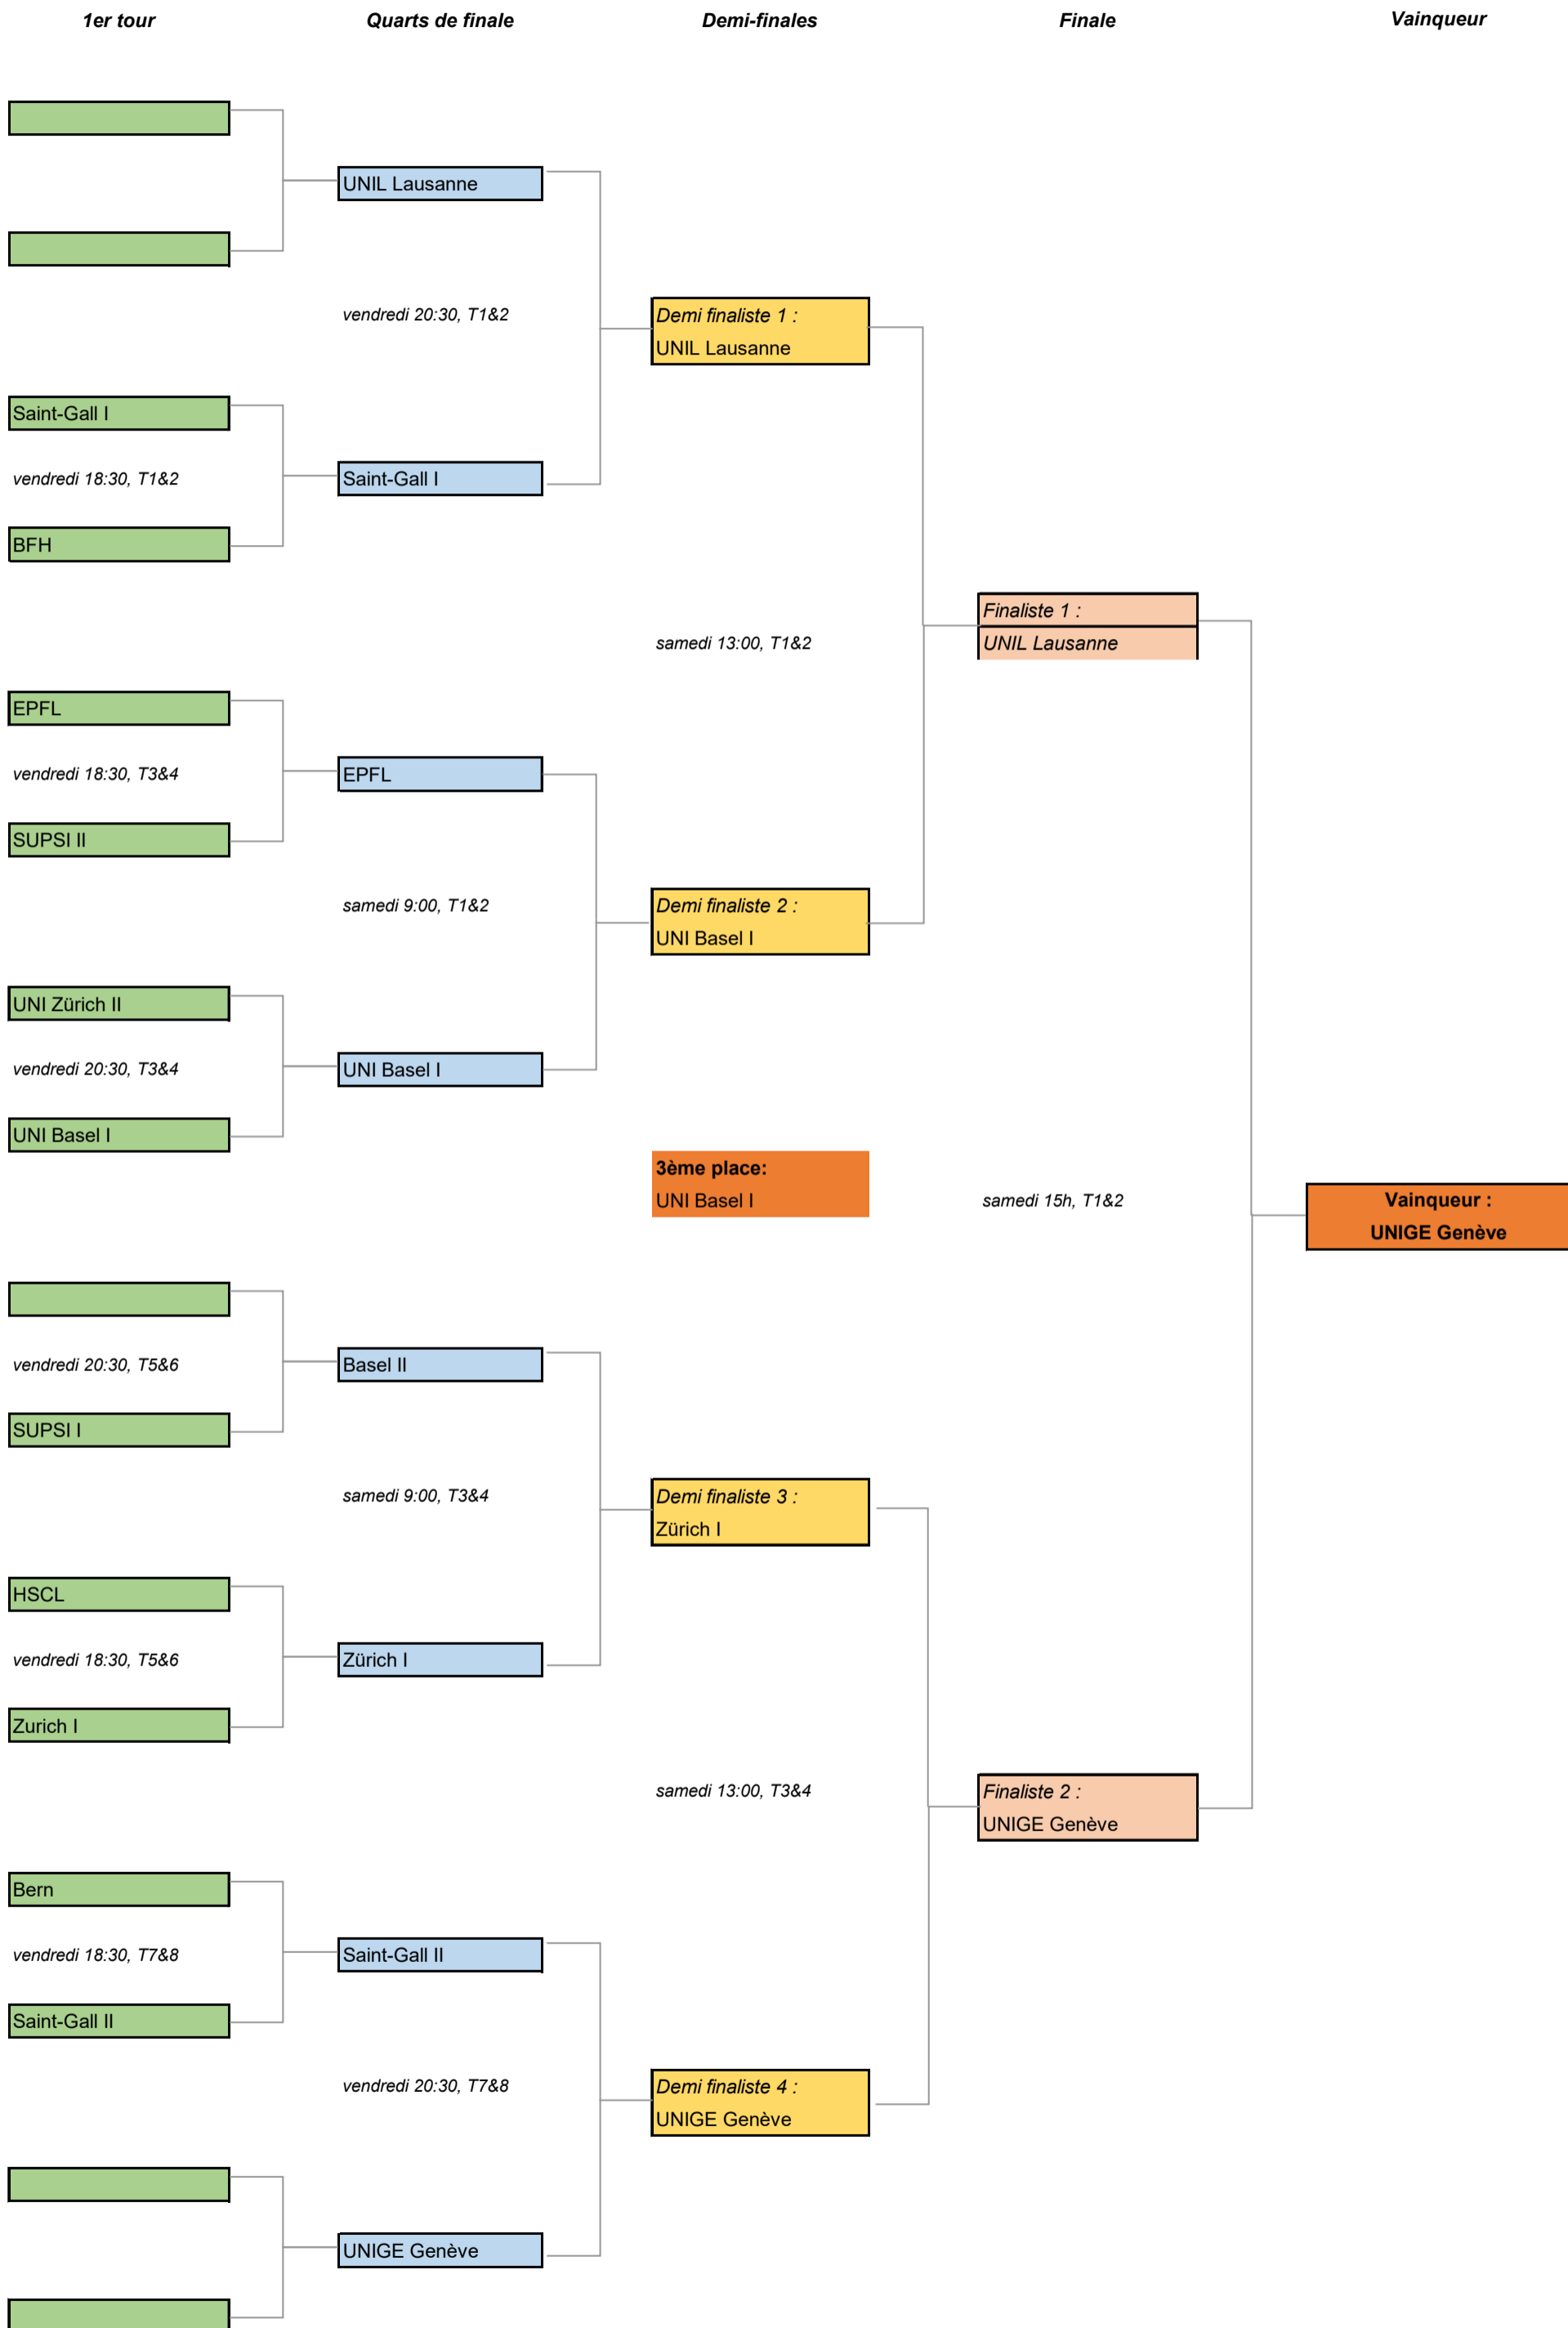 1er tour
Quarts de finale
Demi-finales
Finale
Vainqueur
UNIL Lausanne
vendredi 20:30, T1&2
Demi finaliste 1 :
UNIL Lausanne
Saint-Gall I
vendredi 18:30, T1&2
Saint-Gall I
BFH
Finaliste 1 :
samedi 13:00, T1&2
UNIL Lausanne
EPFL
vendredi 18:30, T3&4
EPFL
SUPSI II
samedi 9:00, T1&2
Demi finaliste 2 :
UNI Basel I
UNI Zürich II
vendredi 20:30, T3&4
UNI Basel I
UNI Basel I
3ème place:
UNI Basel I
samedi 15h, T1&2
Vainqueur :
UNIGE Genève
vendredi 20:30, T5&6
Basel II
SUPSI I
samedi 9:00, T3&4
Demi finaliste 3 :
Zürich I
HSCL
vendredi 18:30, T5&6
Zürich I
Zurich I
samedi 13:00, T3&4
Finaliste 2 :
UNIGE Genève
Bern
vendredi 18:30, T7&8
Saint-Gall II
Saint-Gall II
vendredi 20:30, T7&8
Demi finaliste 4 :
UNIGE Genève
UNIGE Genève